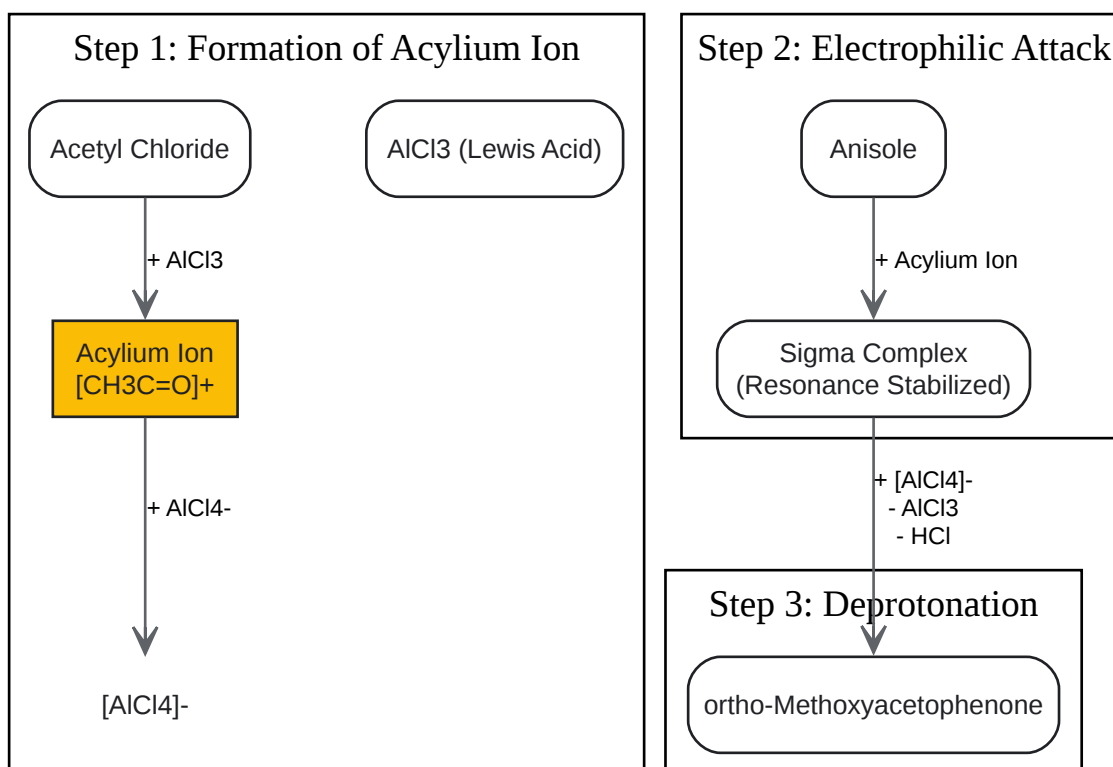 Step 1: Formation of Acylium Ion
Acetyl Chloride
AlCl3 (Lewis Acid)
+ AlCl3
Acylium Ion
[CH3C=O]+
+ AlCl4-
[AlCl4]-
Step 2: Electrophilic Attack
Anisole
+ Acylium Ion
Sigma Complex
(Resonance Stabilized)
+ [AlCl4]-
- AlCl3
- HCl
Step 3: Deprotonation
ortho-Methoxyacetophenone